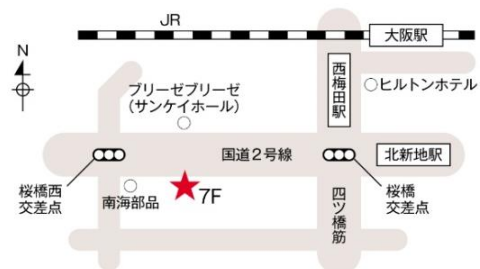 JR
大阪駅
N
西梅田駅
ヒルトンホテル
ブリーゼブリーゼ
（サンケイホール）
国道2号線
北新地駅
桜橋西
交差点
南海部品
7F
四ツ橋筋
桜橋
交差点